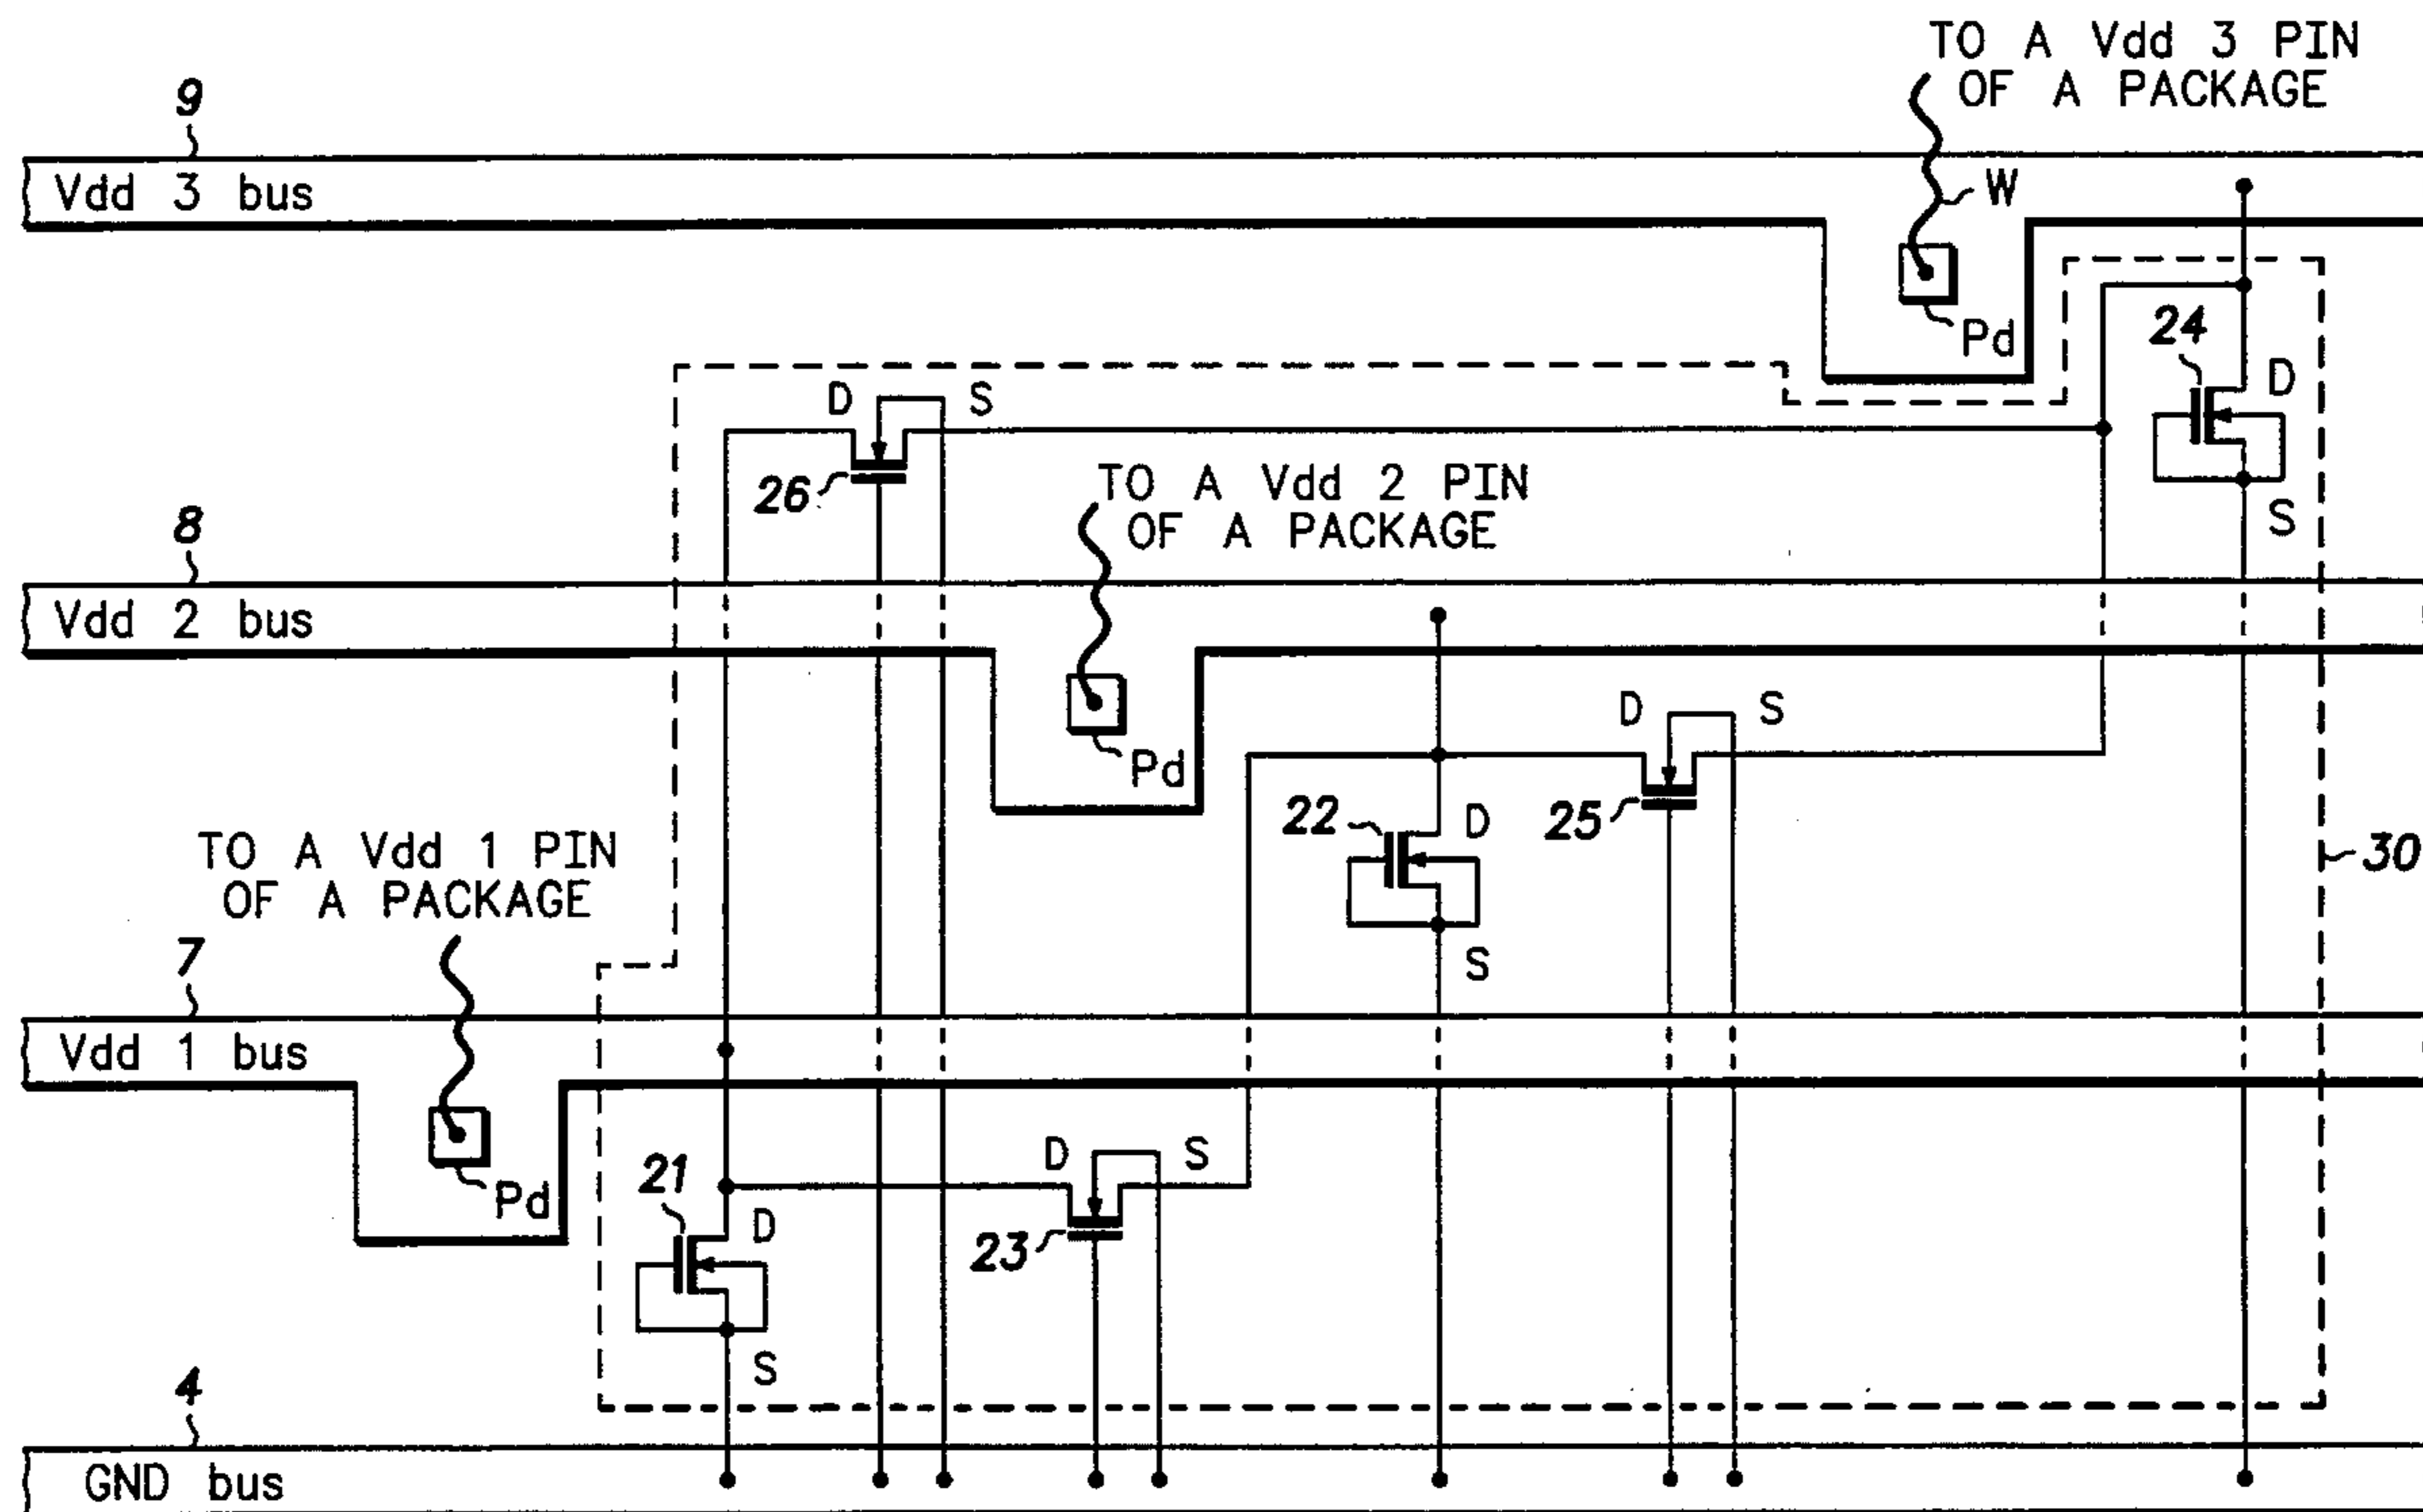 TO A Vdd 3 PIN
OF A PACKAGE
9
Vdd 3 bus
W
Pd
24
D
S
D
S
26
TO A Vdd 2 PIN
OF A PACKAGE
8
Vdd 2 bus
Pd
D
S
22
D
25
S
30
TO A Vdd 1 PIN
OF A PACKAGE
7
Vdd 1 bus
Pd
21
D
S
D
S
23
4
GND bus